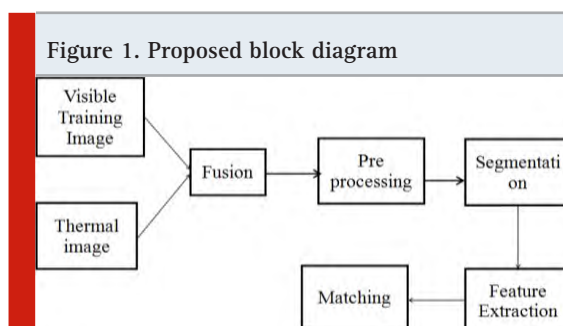 Figure 1. Proposed block diagram
Visible
Training
Image
Fusion
Pre
processing
Segmentati
on
Thermal
image
Matching
Feature
Extraction